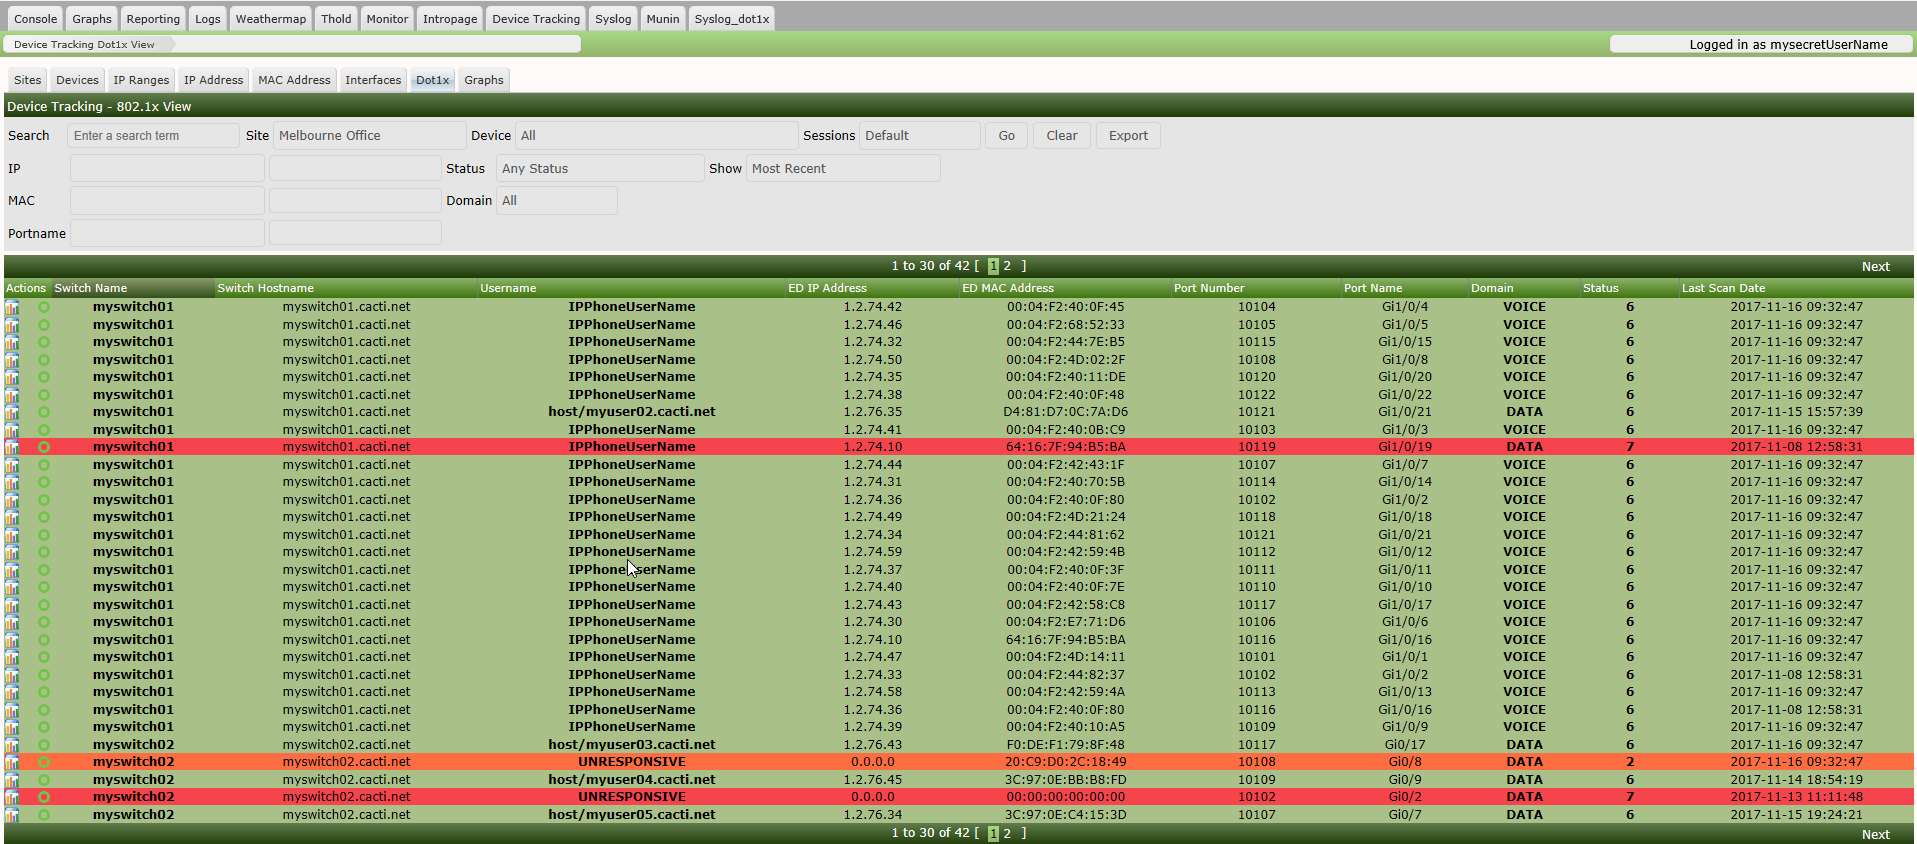 Console Graphs Reporting Logs Weathermap Thold Monitor Intropage Device Tracking Syslog Munin Syslog_dot1x
Device Tracking Dot1x View Logged in as mysecretUserName
Sites Devices IP Ranges IP Address MAC Address Interfaces Dot1x Graphs
Device Tracking - 802.1x View
Search Enter a search term Site Melbourne Office Device All Sessions Default Go Clear Export
IP Status Any Status Show Most Recent
MAC Domain All
Portname
1 to 30 of 42 [ 1 2 ] Next
Actions Switch Name Switch Hostname Username ED IP Address ED MAC Address Port Number Port Name Domain Status Last Scan Date
myswitch01 myswitch01.cacti.net IPPhoneUserName 1.2.74.42 00:04:F2:40:0F:45 10104 Gi1/0/4 VOICE 6 2017-11-16 09:32:47
myswitch01 myswitch01.cacti.net IPPhoneUserName 1.2.74.46 00:04:F2:68:52:33 10105 Gi1/0/5 VOICE 6 2017-11-16 09:32:47
myswitch01 myswitch01.cacti.net IPPhoneUserName 1.2.74.32 00:04:F2:44:7E:B5 10115 Gi1/0/15 VOICE 6 2017-11-16 09:32:47
myswitch01 myswitch01.cacti.net IPPhoneUserName 1.2.74.50 00:04:F2:4D:02:2F 10108 Gi1/0/8 VOICE 6 2017-11-16 09:32:47
myswitch01 myswitch01.cacti.net IPPhoneUserName 1.2.74.35 00:04:F2:40:11:DE 10120 Gi1/0/20 VOICE 6 2017-11-16 09:32:47
myswitch01 myswitch01.cacti.net IPPhoneUserName 1.2.74.38 00:04:F2:40:0F:48 10122 Gi1/0/22 VOICE 6 2017-11-16 09:32:47
myswitch01 myswitch01.cacti.net host/myuser02.cacti.net 1.2.76.35 D4:81:D7:0C:7A:D6 10121 Gi1/0/21 DATA 6 2017-11-15 15:57:39
myswitch01 myswitch01.cacti.net IPPhoneUserName 1.2.74.41 00:04:F2:40:0B:C9 10103 Gi1/0/3 VOICE 6 2017-11-16 09:32:47
myswitch01 myswitch01.cacti.net IPPhoneUserName 1.2.74.10 64:16:7F:94:B5:BA 10119 Gi1/0/19 DATA 7 2017-11-08 12:58:31
myswitch01 myswitch01.cacti.net IPPhoneUserName 1.2.74.44 00:04:F2:42:43:1F 10107 Gi1/0/7 VOICE 6 2017-11-16 09:32:47
myswitch01 myswitch01.cacti.net IPPhoneUserName 1.2.74.31 00:04:F2:40:70:5B 10114 Gi1/0/14 VOICE 6 2017-11-16 09:32:47
myswitch01 myswitch01.cacti.net IPPhoneUserName 1.2.74.36 00:04:F2:40:0F:80 10102 Gi1/0/2 VOICE 6 2017-11-16 09:32:47
myswitch01 myswitch01.cacti.net IPPhoneUserName 1.2.74.49 00:04:F2:4D:21:24 10118 Gi1/0/18 VOICE 6 2017-11-16 09:32:47
myswitch01 myswitch01.cacti.net IPPhoneUserName 1.2.74.34 00:04:F2:44:81:62 10121 Gi1/0/21 VOICE 6 2017-11-16 09:32:47
myswitch01 myswitch01.cacti.net IPPhoneUserName 1.2.74.59 00:04:F2:42:59:4B 10112 Gi1/0/12 VOICE 6 2017-11-16 09:32:47
myswitch01 myswitch01.cacti.net IPPhoneUserName 1.2.74.37 00:04:F2:40:0F:3F 10111 Gi1/0/11 VOICE 6 2017-11-16 09:32:47
myswitch01 myswitch01.cacti.net IPPhoneUserName 1.2.74.40 00:04:F2:40:0F:7E 10110 Gi1/0/10 VOICE 6 2017-11-16 09:32:47
myswitch01 myswitch01.cacti.net IPPhoneUserName 1.2.74.43 00:04:F2:42:58:C8 10117 Gi1/0/17 VOICE 6 2017-11-16 09:32:47
myswitch01 myswitch01.cacti.net IPPhoneUserName 1.2.74.30 00:04:F2:E7:71:D6 10106 Gi1/0/6 VOICE 6 2017-11-16 09:32:47
myswitch01 myswitch01.cacti.net IPPhoneUserName 1.2.74.10 64:16:7F:94:B5:BA 10116 Gi1/0/16 VOICE 6 2017-11-16 09:32:47
myswitch01 myswitch01.cacti.net IPPhoneUserName 1.2.74.47 00:04:F2:4D:14:11 10101 Gi1/0/1 VOICE 6 2017-11-16 09:32:47
myswitch01 myswitch01.cacti.net IPPhoneUserName 1.2.74.33 00:04:F2:44:82:37 10102 Gi1/0/2 VOICE 6 2017-11-08 12:58:31
myswitch01 myswitch01.cacti.net IPPhoneUserName 1.2.74.58 00:04:F2:42:59:4A 10113 Gi1/0/13 VOICE 6 2017-11-16 09:32:47
myswitch01 myswitch01.cacti.net IPPhoneUserName 1.2.74.36 00:04:F2:40:0F:80 10116 Gi1/0/16 VOICE 6 2017-11-08 12:58:31
myswitch01 myswitch01.cacti.net IPPhoneUserName 1.2.74.39 00:04:F2:40:10:A5 10109 Gi1/0/9 VOICE 6 2017-11-16 09:32:47
myswitch02 myswitch02.cacti.net host/myuser03.cacti.net 1.2.76.43 F0:DE:F1:79:8F:48 10117 Gi0/17 DATA 6 2017-11-16 09:32:47
myswitch02 myswitch02.cacti.net UNRESPONSIVE 0.0.0.0 20:C9:D0:2C:18:49 10108 Gi0/8 DATA 2 2017-11-16 09:32:47
myswitch02 myswitch02.cacti.net host/myuser04.cacti.net 1.2.76.45 3C:97:0E:BB:B8:FD 10109 Gi0/9 DATA 6 2017-11-14 18:54:19
myswitch02 myswitch02.cacti.net UNRESPONSIVE 0.0.0.0 00:00:00:00:00:00 10102 Gi0/2 DATA 7 2017-11-13 11:11:48
myswitch02 myswitch02.cacti.net host/myuser05.cacti.net 1.2.76.34 3C:97:0E:C4:15:3D 10107 Gi0/7 DATA 6 2017-11-15 19:24:21
1 to 30 of 42 [ 1 2 ] Next